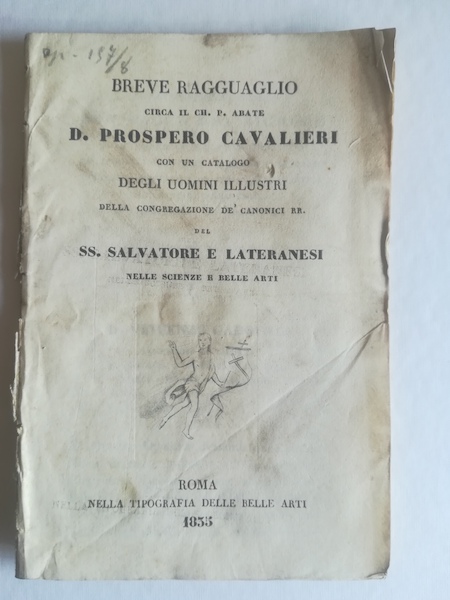 BREVE RAGGUAGLIO
CIRCA IL CH. P. ABATE
D. PROSPERO CAVALIERI
CON UN CATALOGO
DEGLI UOMINI ILLUSTRI
DELLA CONGREGAZIONE DE' CANONICI RR.
DEL
SS. SALVATORE E LATERANESI
NELLE SCIENZE E BELLE ARTI
ROMA
NELLA TIPOGRAFIA DELLE BELLE ARTI
1835